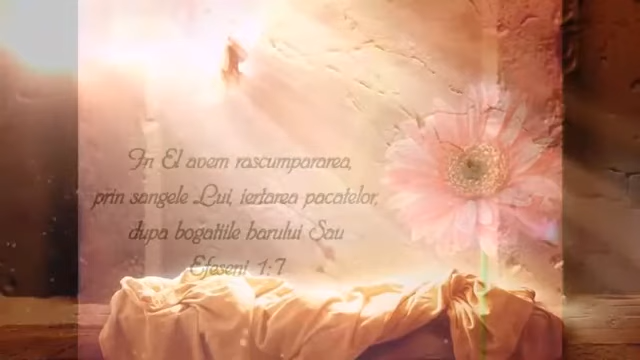 In El avem rascumpararea,
prin sangele Lui, iertarea pacatelor,
dupa bogatiile harului Sau
Efeseni 1:7